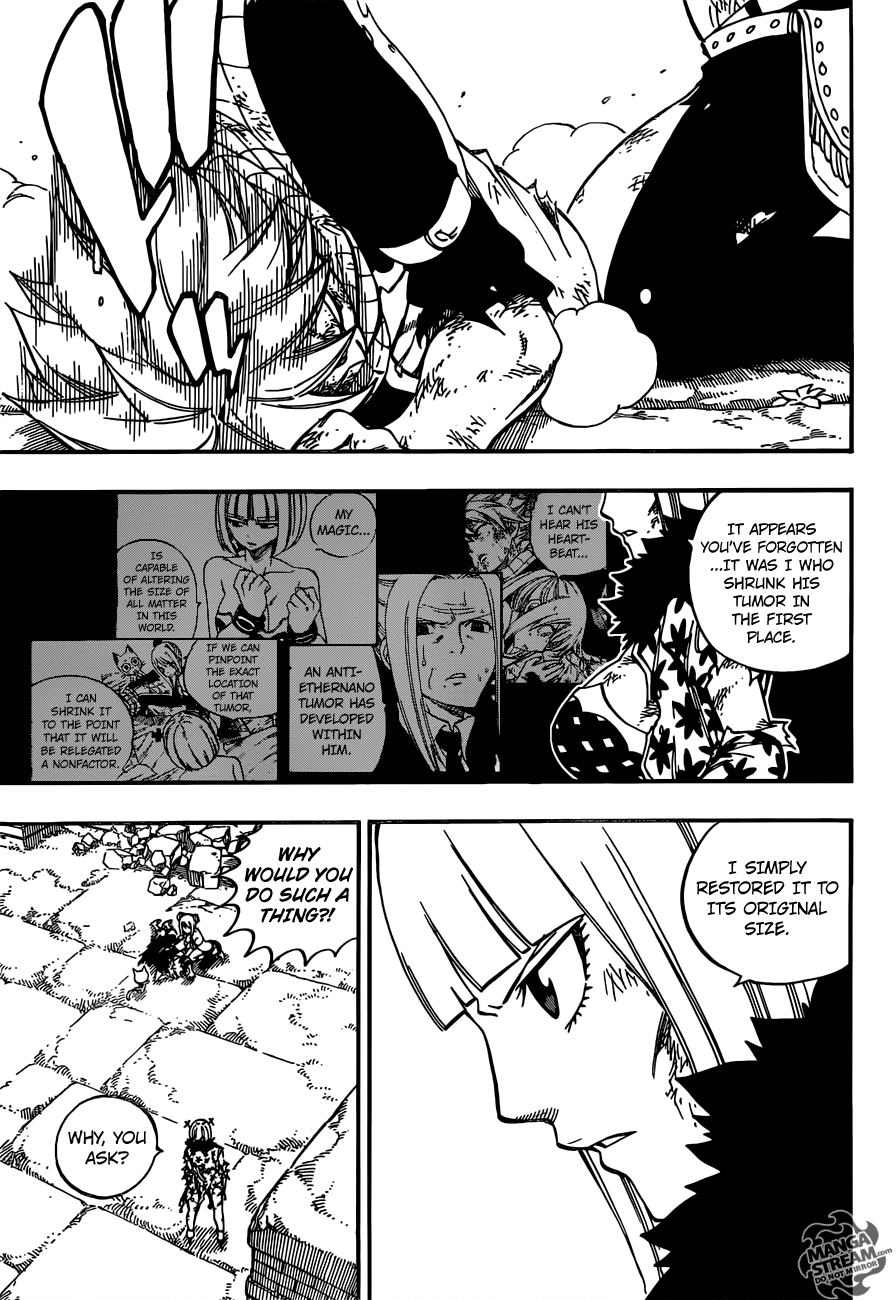 IT APPEARS
YOU'VE FORGOTTEN
...IT WAS I WHO
SHRUNK HIS
TUMOR IN
THE FIRST
PLACE.
I CAN'T
HEAR HIS
HEART-
BEAT...
AN ANTI-
ETHERNANO
TUMOR HAS
DEVELOPED
WITHIN
HIM.
MY
MAGIC...
IS
CAPABLE
OF ALTERING
THE SIZE OF
ALL MATTER
IN THIS
WORLD.
IF WE CAN
PINPOINT
THE EXACT
LOCATION
OF THAT
TUMOR,
I CAN
SHRINK IT
TO THE POINT
THAT IT WILL
BE RELEGATED
A NONFACTOR.
I SIMPLY
RESTORED IT TO
ITS ORIGINAL
SIZE.
WHY
WOULD YOU
DO SUCH A
THING?!
WHY, YOU
ASK?
MANGA
STREAM.com
DO NOT MIRROR